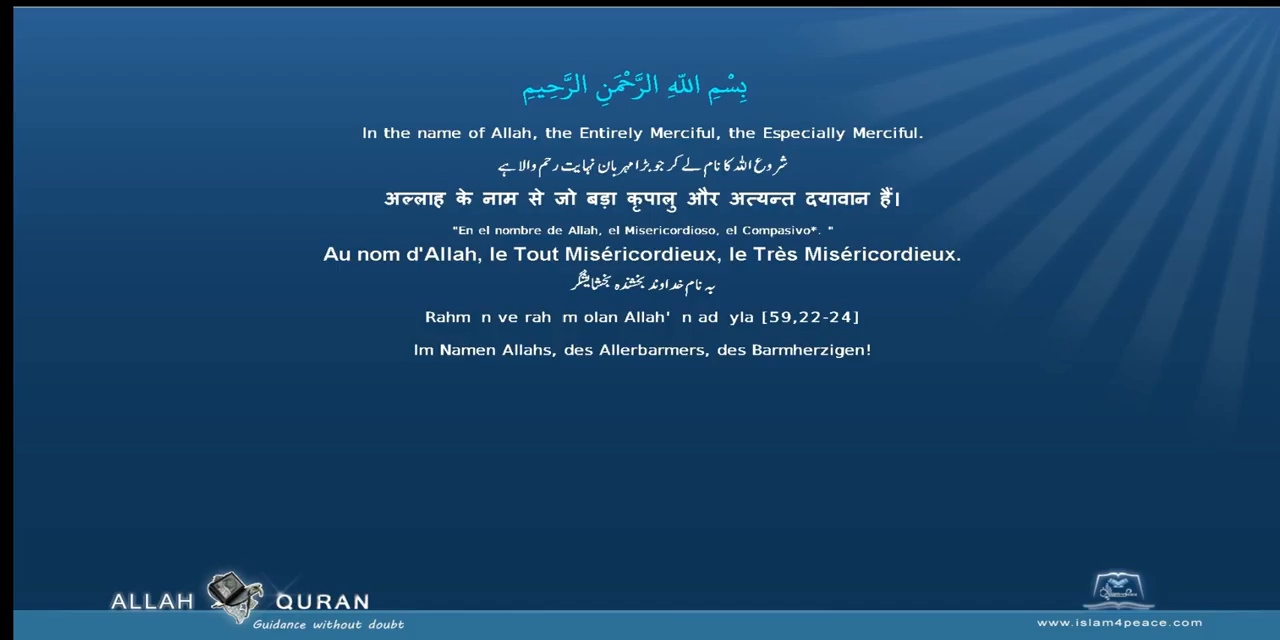 بِسْمِ اللّهِ الرَّحْمَنِ الرَّحِيمِ
In the name of Allah, the Entirely Merciful, the Especially Merciful.
شروع الله کا نام لے کر جو بڑا مہربان نہایت رحم والا ہے
अल्लाह के नाम से जो बड़ा कृपालु और अत्यन्त दयावान हैं।
"En el nombre de Allah, el Misericordioso, el Compasivo*. "
Au nom d'Allah, le Tout Miséricordieux, le Très Miséricordieux.
به نام خداوند بخشنده بخشایشگر
Rahm n ve rah m olan Allah' n ad yla [59,22-24]
Im Namen Allahs, des Allerbarmers, des Barmherzigen!
ALLAH QURAN
Guidance without doubt
www.islam4peace.com